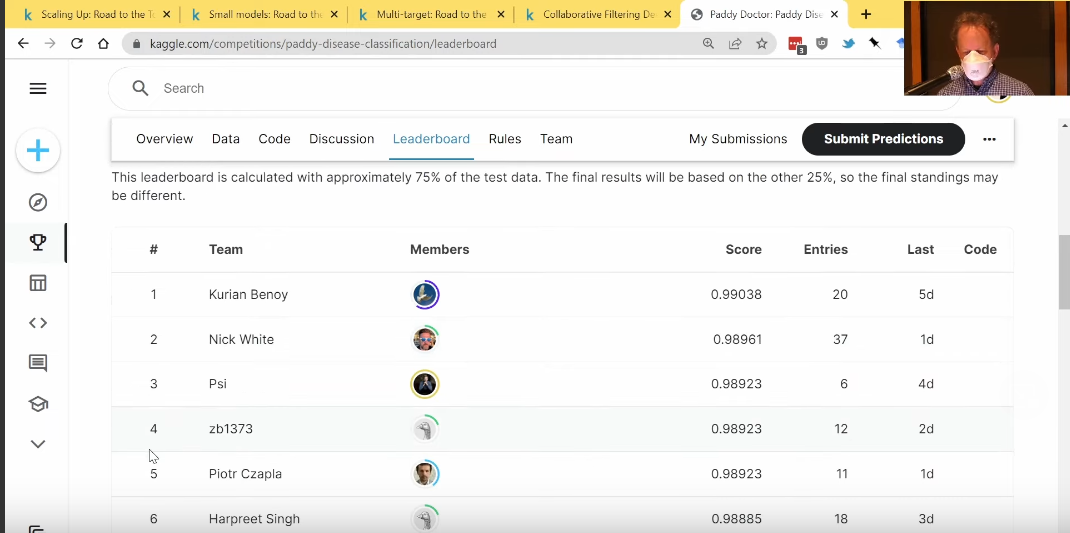 Scaling Up: Road to the T
Small models: Road to the
Multi-target: Road to the
Collaborative Filtering De
Paddy Doctor: Paddy Dise
kaggle.com/competitions/paddy-disease-classification/leaderboard
3
Search
Overview Data Code Discussion Leaderboard Rules Team My Submissions Submit Predictions
This leaderboard is calculated with approximately 75% of the test data. The final results will be based on the other 25%, so the final standings may
be different.
# Team Members Score Entries Last Code
1 Kurian Benoy 0.99038 20 5d
2 Nick White 0.98961 37 1d
3 Psi 0.98923 6 4d
4 zb1373 0.98923 12 2d
5 Piotr Czapla 0.98923 11 1d
6 Harpreet Singh 0.98885 18 3d